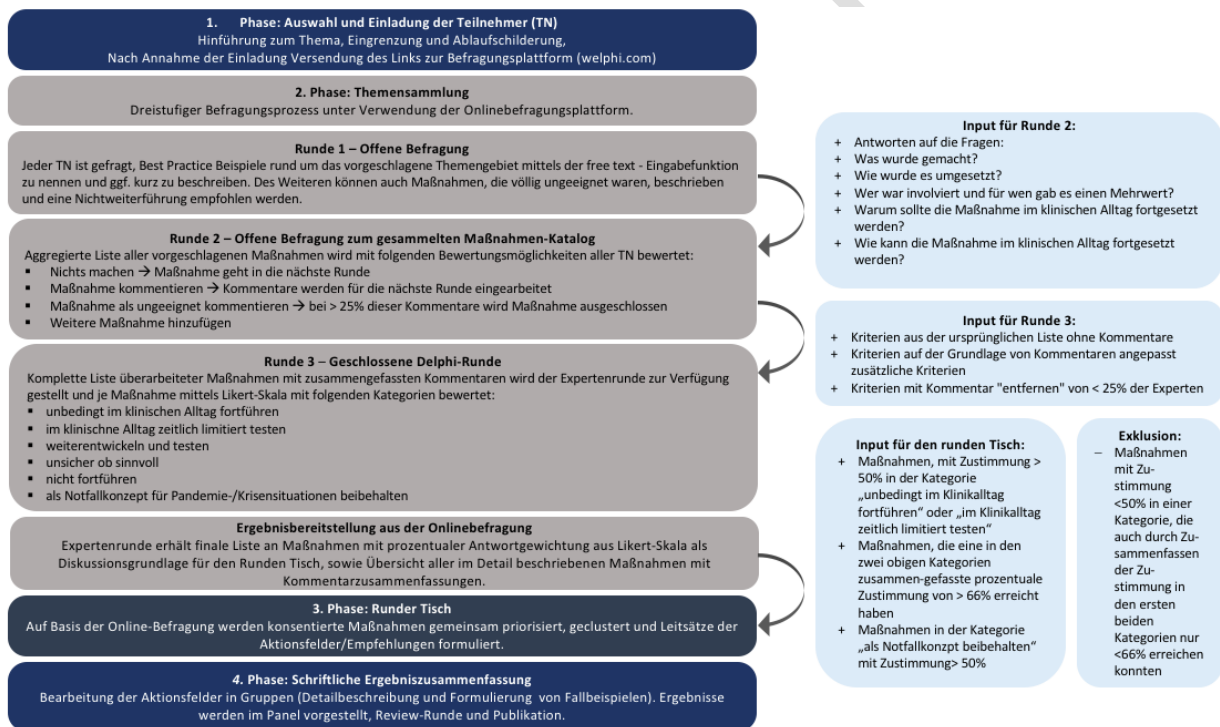 1. Phase: Auswahl und Einladung der Teilnehmer (TN)
Hinführung zum Thema, Eingrenzung und Ablaufschilderung,
Nach Annahme der Einladung Versendung des Links zur Befragungsplattform (welphi.com)
2. Phase: Themensammlung
Dreistufiger Befragungsprozess unter Verwendung der Onlinebefragungsplattform.
Runde 1 – Offene Befragung
Jeder TN ist gefragt, Best Practice Beispiele rund um das vorgeschlagene Themengebiet mittels der free text - Eingabefunktion
zu nennen und ggf. kurz zu beschreiben. Des Weiteren können auch Maßnahmen, die völlig ungeeignet waren, beschrieben
und eine Nichtweiterführung empfohlen werden.
Runde 2 – Offene Befragung zum gesammelten Maßnahmen-Katalog
Aggregierte Liste aller vorgeschlagenen Maßnahmen wird mit folgenden Bewertungsmöglichkeiten aller TN bewertet:
▪ Nichts machen → Maßnahme geht in die nächste Runde
▪ Maßnahme kommentieren → Kommentare werden für die nächste Runde eingearbeitet
▪ Maßnahme als ungeeignet kommentieren → bei > 25% dieser Kommentare wird Maßnahme ausgeschlossen
▪ Weitere Maßnahme hinzufügen
Runde 3 – Geschlossene Delphi-Runde
Komplette Liste überarbeiteter Maßnahmen mit zusammengefassten Kommentaren wird der Expertenrunde zur Verfügung
gestellt und je Maßnahme mittels Likert-Skala mit folgenden Kategorien bewertet:
▪ unbedingt im klinischen Alltag fortführen
▪ im klinischne Alltag zeitlich limitiert testen
▪ weiterentwickeln und testen
▪ unsicher ob sinnvoll
▪ nicht fortführen
▪ als Notfallkonzept für Pandemie-/Krisensituationen beibehalten
Ergebnisbereitstellung aus der Onlinebefragung
Expertenrunde erhält finale Liste an Maßnahmen mit prozentualer Antwortgewichtung aus Likert-Skala als
Diskussionsgrundlage für den Runden Tisch, sowie Übersicht aller im Detail beschriebenen Maßnahmen mit
Kommentarzusammenfassungen.
3. Phase: Runder Tisch
Auf Basis der Online-Befragung werden konsentierte Maßnahmen gemeinsam priorisiert, geclustert und Leitsätze der
Aktionsfelder/Empfehlungen formuliert.
4. Phase: Schriftliche Ergebniszusammenfassung
Bearbeitung der Aktionsfelder in Gruppen (Detailbeschreibung und Formulierung von Fallbeispielen). Ergebnisse
werden im Panel vorgestellt, Review-Runde und Publikation.
Input für Runde 2:
+ Antworten auf die Fragen:
+ Was wurde gemacht?
+ Wie wurde es umgesetzt?
+ Wer war involviert und für wen gab es einen Mehrwert?
+ Warum sollte die Maßnahme im klinischen Alltag fortgesetzt
werden?
+ Wie kann die Maßnahme im klinischen Alltag fortgesetzt
werden?
Input für Runde 3:
+ Kriterien aus der ursprünglichen Liste ohne Kommentare
+ Kriterien auf der Grundlage von Kommentaren angepasst
zusätzliche Kriterien
+ Kriterien mit Kommentar "entfernen" von < 25% der Experten
Input für den runden Tisch:
+ Maßnahmen, mit Zustimmung >
50% in der Kategorie
„unbedingt im Klinikalltag
fortführen“ oder „im Klinikalltag
zeitlich limitiert testen“
+ Maßnahmen, die eine in den
zwei obigen Kategorien
zusammen-gefasste prozentuale
Zustimmung von > 66% erreicht
haben
+ Maßnahmen in der Kategorie
„als Notfallkonzpt beibehalten“
mit Zustimmung> 50%
Exklusion:
– Maßnahmen
mit Zu-
stimmung
<50% in einer
Kategorie, die
auch durch Zu-
sammenfassen
der Zu-
stimmung in
den ersten
beiden
Kategorien nur
<66% erreichen
konnten